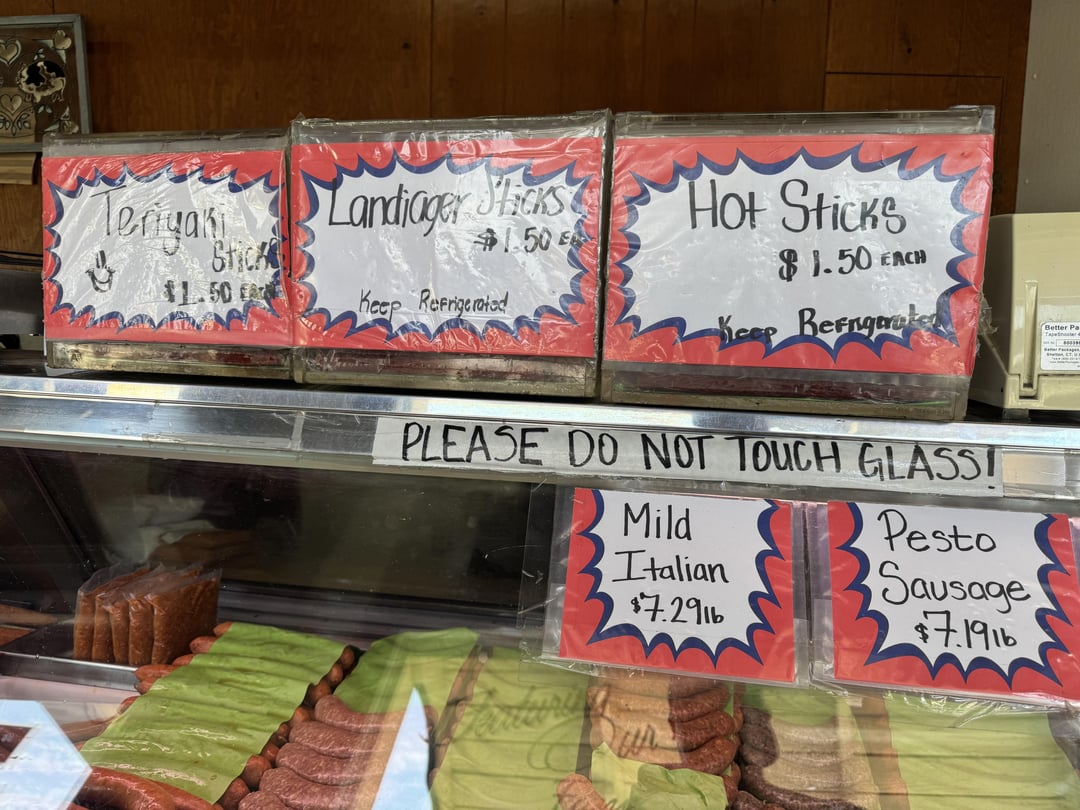 Teriyaki
Sticks
$1.50 EACH
Landjager Sticks
$1.50 EA
Keep Refrigerated
Hot Sticks
$1.50 EACH
Keep Refrigerated
PLEASE DO NOT TOUCH GLASS!
Mild
Italian
$7.29lb
Pesto
Sausage
$7.19lb